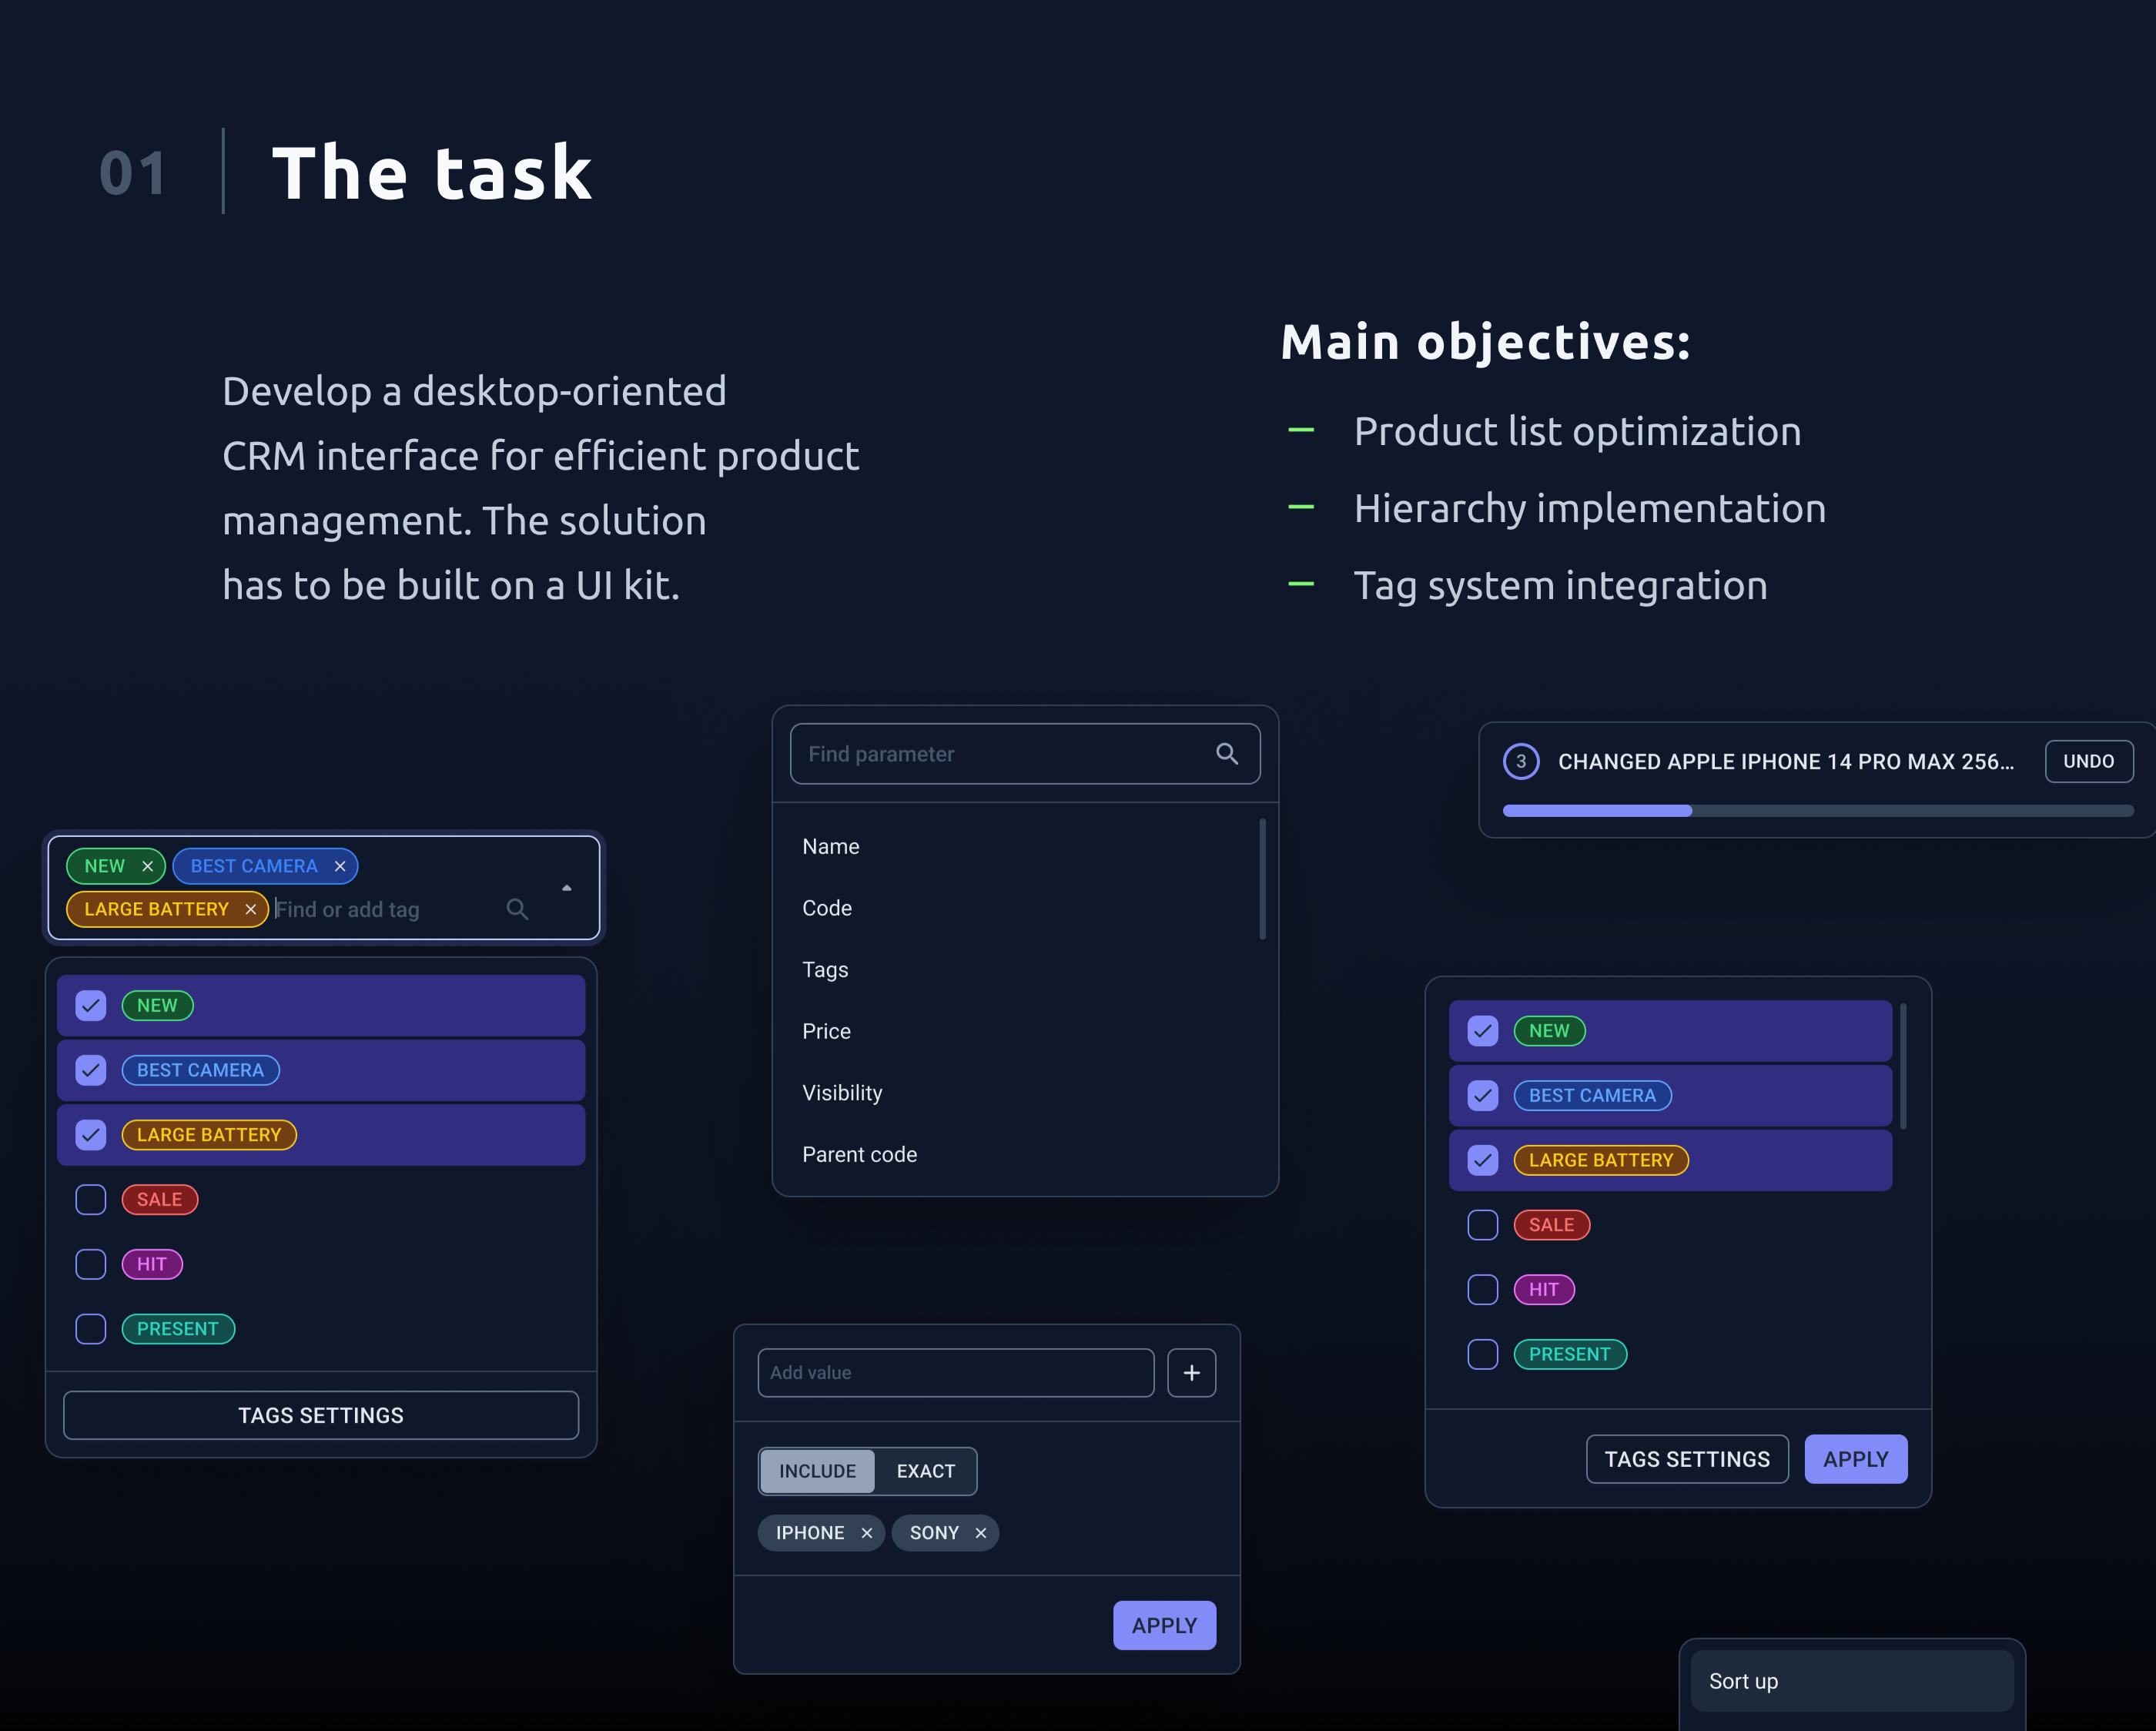 01
The task
Develop a desktop-oriented
CRM interface for efficient product
management. The solution
has to be built on a UI kit.
Main objectives:
– Product list optimization
– Hierarchy implementation
– Tag system integration
NEW × BEST CAMERA ×
LARGE BATTERY × Find or add tag
NEW
BEST CAMERA
LARGE BATTERY
SALE
HIT
PRESENT
TAGS SETTINGS
Find parameter
Name
Code
Tags
Price
Visibility
Parent code
Add value +
INCLUDE EXACT
IPHONE × SONY ×
APPLY
3 CHANGED APPLE IPHONE 14 PRO MAX 256... UNDO
NEW
BEST CAMERA
LARGE BATTERY
SALE
HIT
PRESENT
TAGS SETTINGS APPLY
Sort up